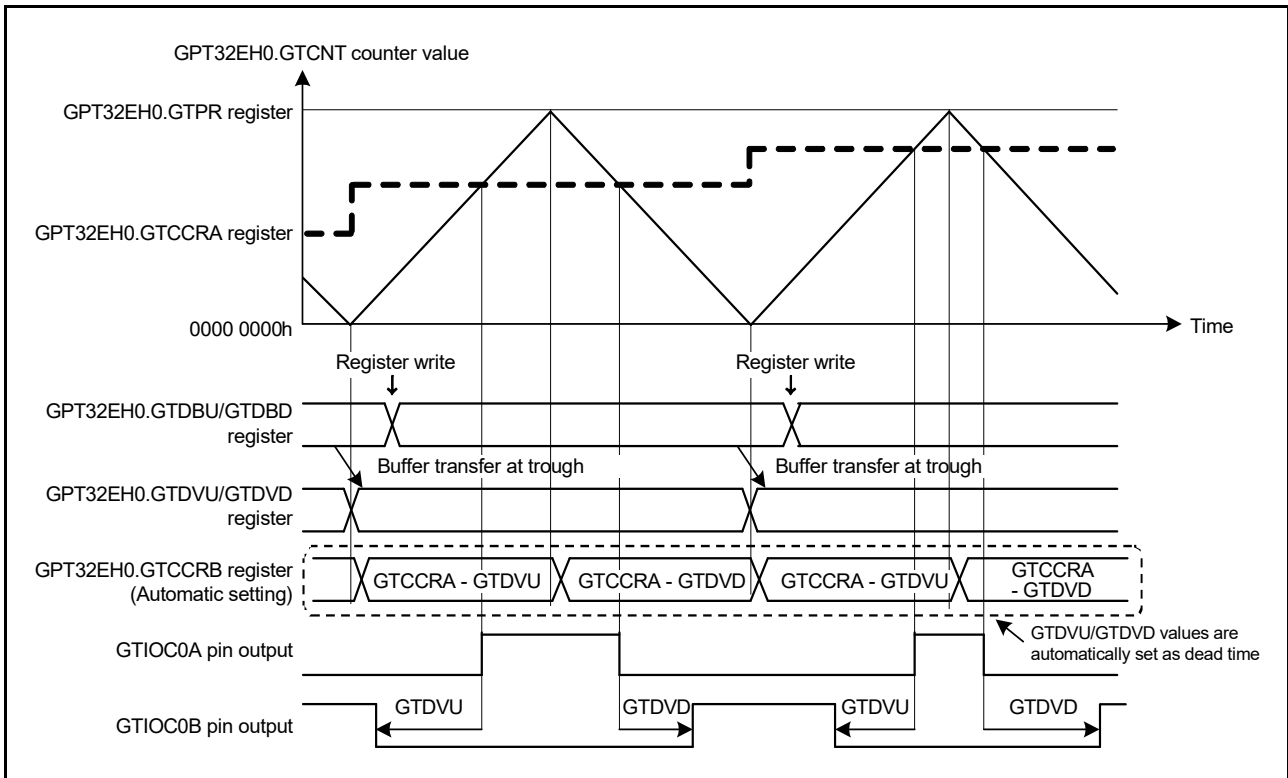 GPT32EH0.GTCNT counter value
GPT32EH0.GTPR register
GPT32EH0.GTCCRA register
0000 0000h
Time
Register write
Register write
GPT32EH0.GTDBU/GTDBD
register
Buffer transfer at trough
Buffer transfer at trough
GPT32EH0.GTDVU/GTDVD
register
GPT32EH0.GTCCRB register
(Automatic setting)
GTCCRA - GTDVU
GTCCRA - GTDVD
GTCCRA - GTDVU
GTCCRA
- GTDVD
GTIOC0A pin output
GTDVU/GTDVD values are
automatically set as dead time
GTIOC0B pin output
GTDVU
GTDVD
GTDVU
GTDVD